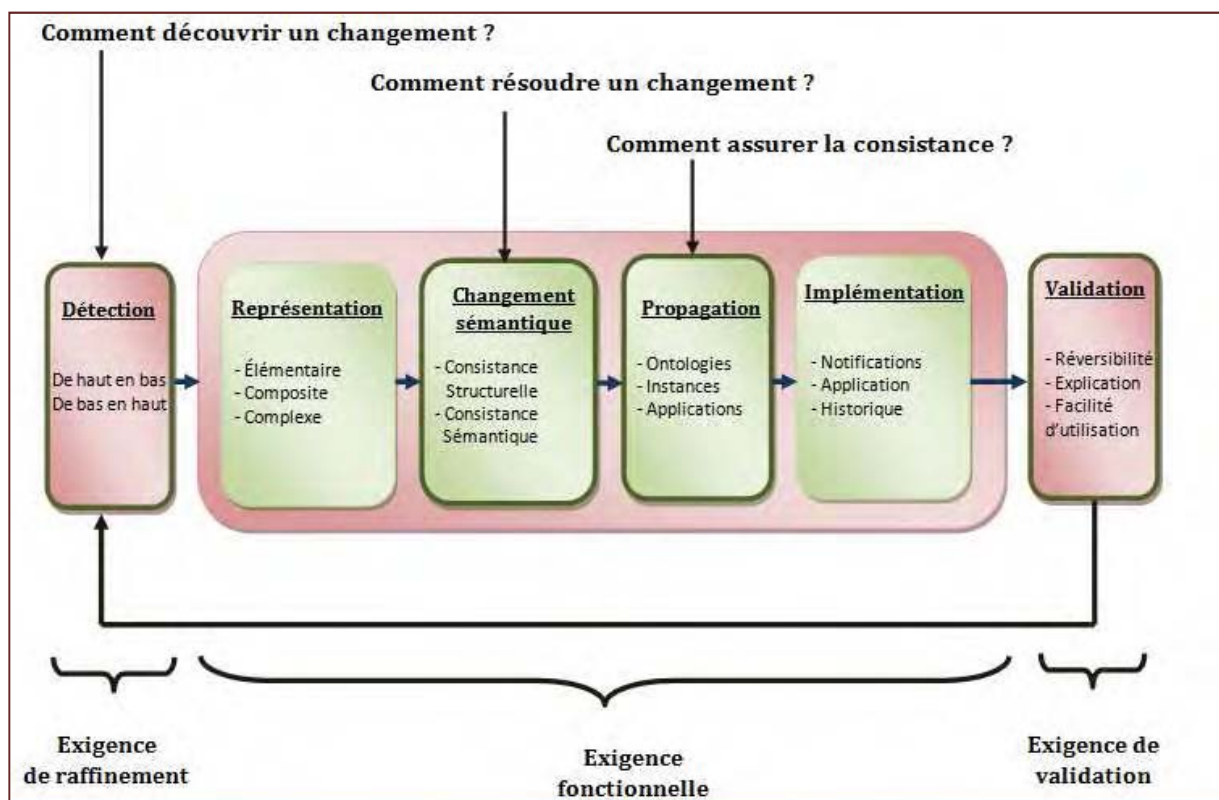 Comment découvrir un changement ?
Comment résoudre un changement ?
Comment assurer la consistance ?
Détection
De haut en bas
De bas en haut
Représentation
- Élémentaire
- Composite
- Complexe
Changement
sémantique
- Consistance
Structurelle
- Consistance
Sémantique
Propagation
- Ontologies
- Instances
- Applications
Implémentation
- Notifications
- Application
- Historique
Validation
- Réversibilité
- Explication
- Facilité
d'utilisation
Exigence
de raffinement
Exigence
fonctionnelle
Exigence de
validation